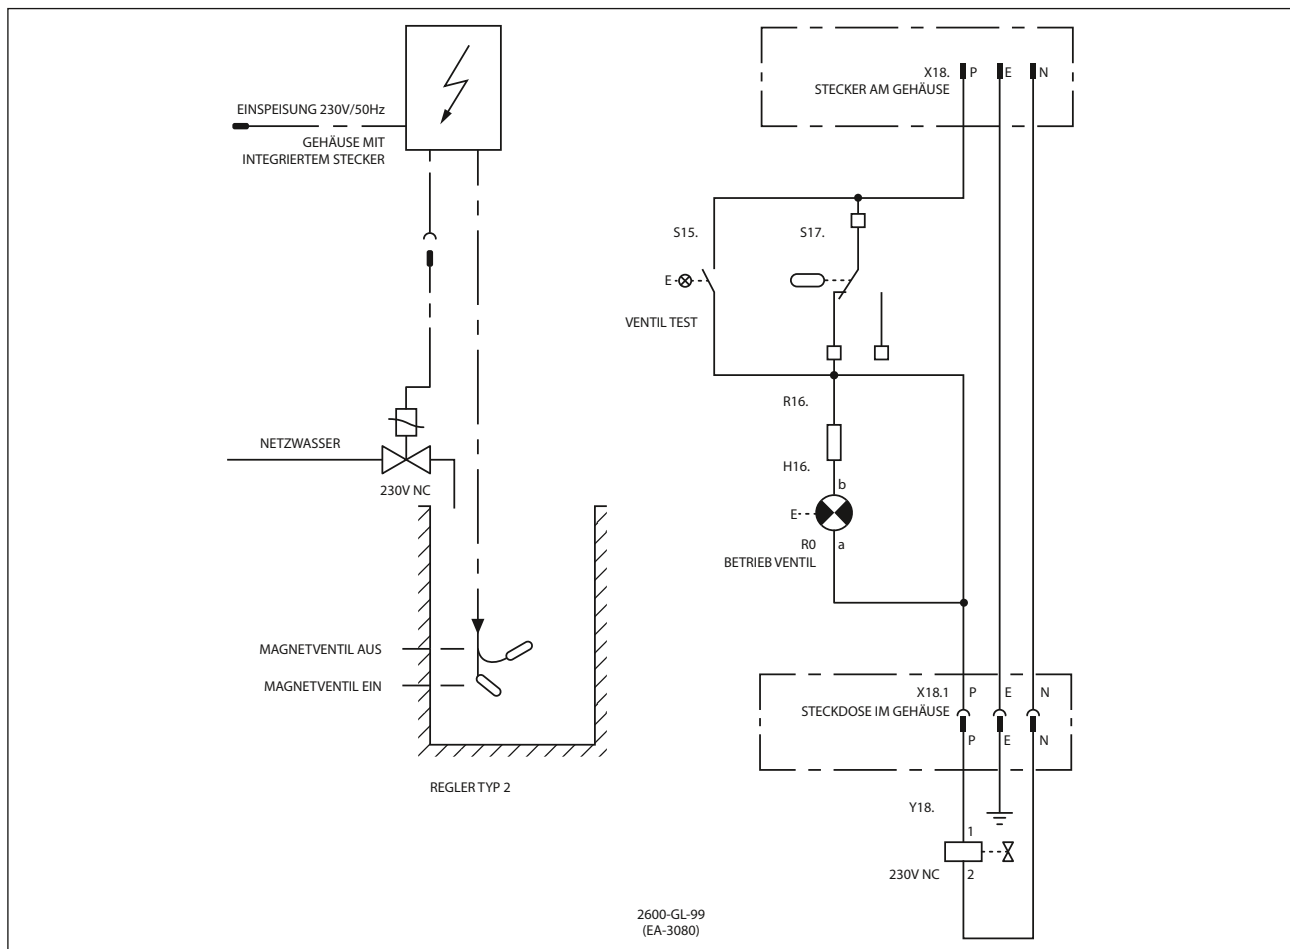 EINSPEISUNG 230V/50Hz
GEHÄUSE MIT
INTEGRIERTEM STECKER
NETZWASSER
230V NC
MAGNETVENTIL AUS
MAGNETVENTIL EIN
REGLER TYP 2
X18. P E N
STECKER AM GEHÄUSE
S15. S17.
E
VENTIL TEST
R16.
H16.
b
E
R0 a
BETRIEB VENTIL
X18.1 P E N
STECKDOSE IM GEHÄUSE
P E N
Y18.
1
230V NC 2
2600-GL-99
(EA-3080)